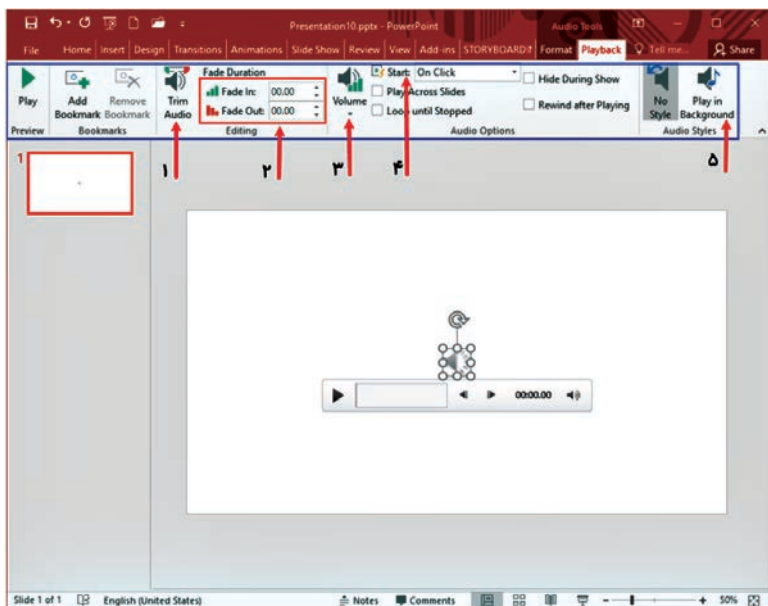 Presentation10.pptx - PowerPoint
Audio Tools
File Home Insert Design Transitions Animations Slide Show Review View Add-ins STORYBOARDI Format Playback Tell me... Share
Play
Preview
Add Bookmark
Remove Bookmark
Bookmarks
Trim Audio
Fade Duration
Fade In: 00.00
Fade Out: 00.00
Editing
Volume
Start: On Click
Play Across Slides
Loop until Stopped
Hide During Show
Rewind after Playing
Audio Options
No Style
Play in Background
Audio Styles
۱ ۲ ۳ ۴ ۵
1
00:00.00
Slide 1 of 1 English (United States) Notes Comments 50%